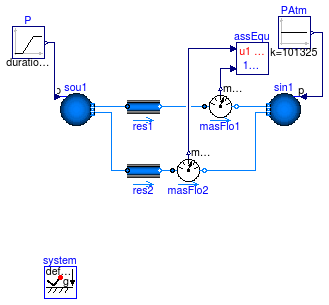 P
PAtm
assEqu
u1 ...
1...
duratio...
k=101325
sou1
p
sin1
p
m...
res1
masFlo1
m...
res2
masFlo2
system
def...
g